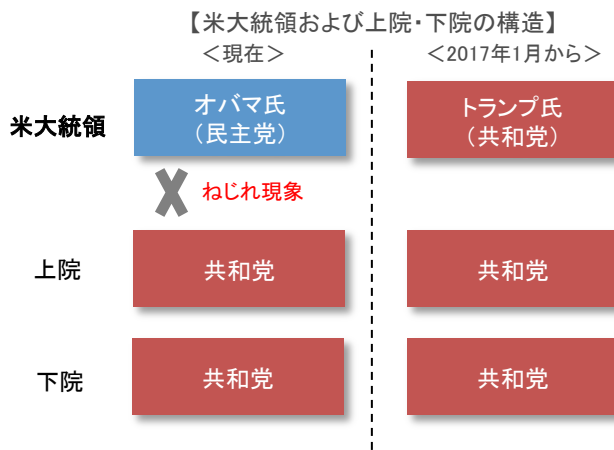 【米大統領および上院・下院の構造】
＜現在＞
＜2017年1月から＞
米大統領
オバマ氏
（民主党）
トランプ氏
（共和党）
ねじれ現象
上院
共和党
共和党
下院
共和党
共和党